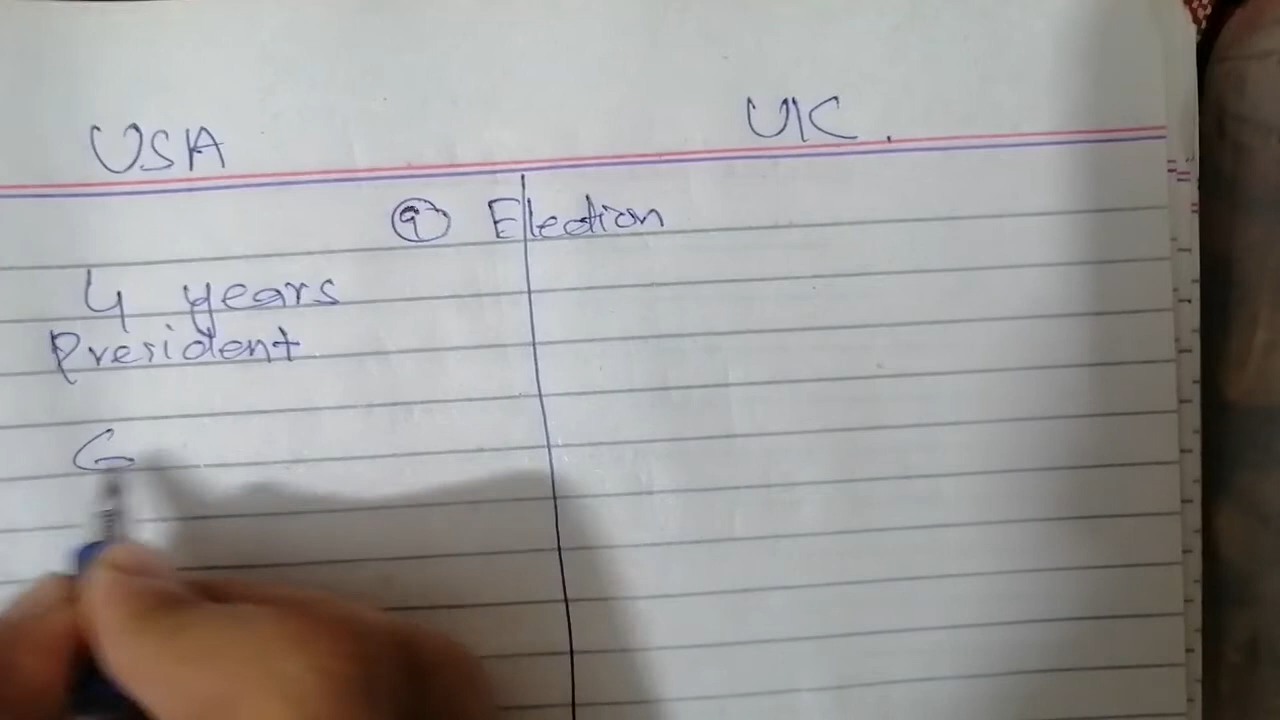 USA
UK.
9 Election
4 years
President
G